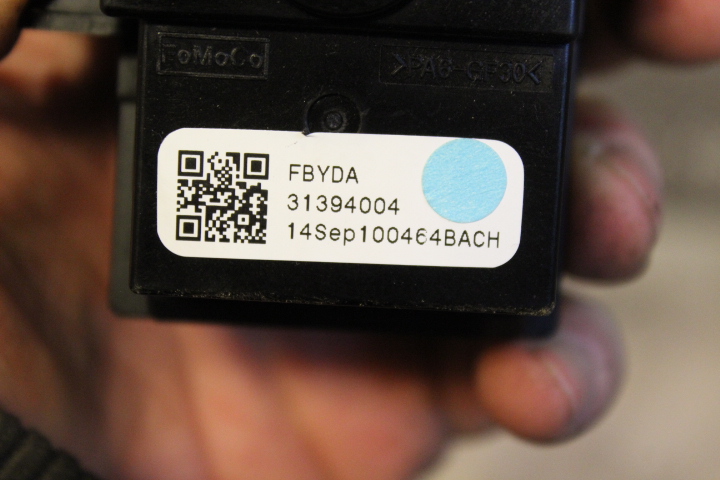 FoMoCo
>PA6-GF30<
FBYDA
31394004
14Sep100464BACH